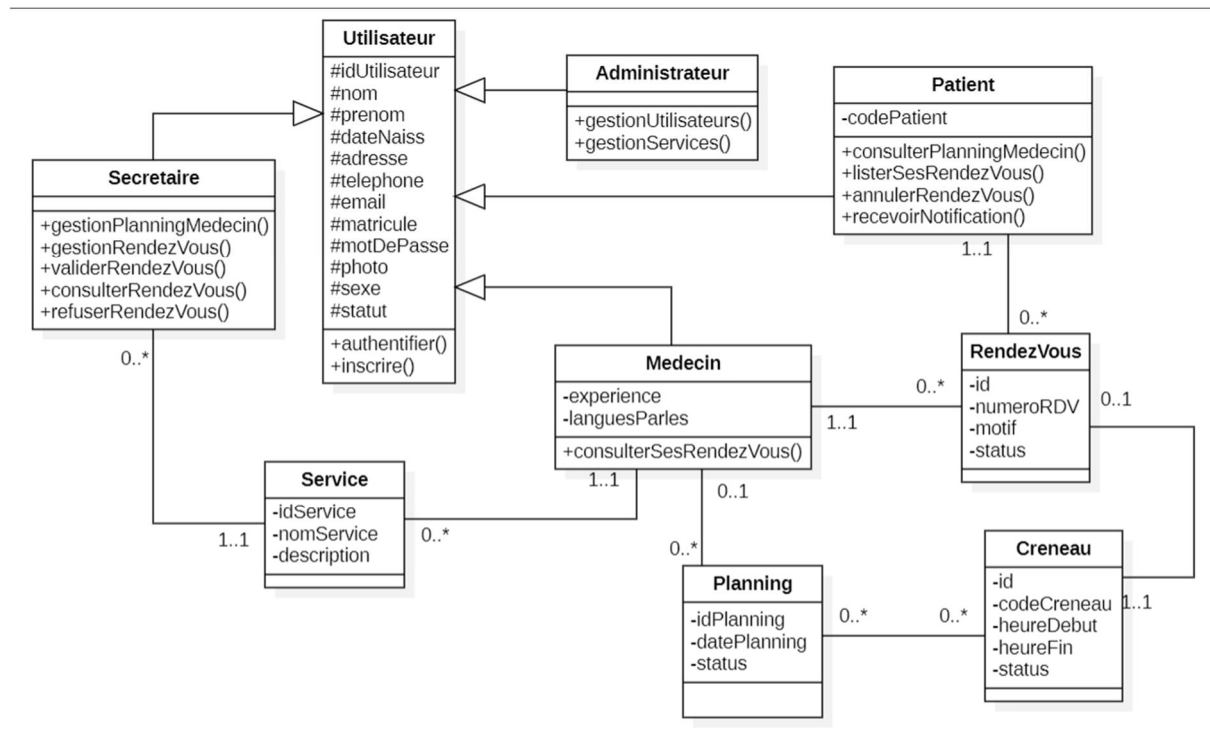 Utilisateur
#idUtilisateur
#nom
#prenom
#dateNaiss
#adresse
#telephone
#email
#matricule
#motDePasse
#photo
#sexe
#statut
+authentifier()
+inscrire()
Administrateur
+gestionUtilisateurs()
+gestionServices()
Patient
-codePatient
+consulterPlanningMedecin()
+listerSesRendezVous()
+annulerRendezVous()
+recevoirNotification()
1..1
0..*
Secretaire
+gestionPlanningMedecin()
+gestionRendezVous()
+validerRendezVous()
+consulterRendezVous()
+refuserRendezVous()
0..*
1..1
Medecin
-experience
-languesParles
+consulterSesRendezVous()
0..*
1..1
1..1
0..1
0..*
0..*
RendezVous
-id
-numeroRDV
-motif
-status
0..1
1..1
Service
-idService
-nomService
-description
Planning
-idPlanning
-datePlanning
-status
0..*
0..*
Creneau
-id
-codeCreneau
-heureDebut
-heureFin
-status